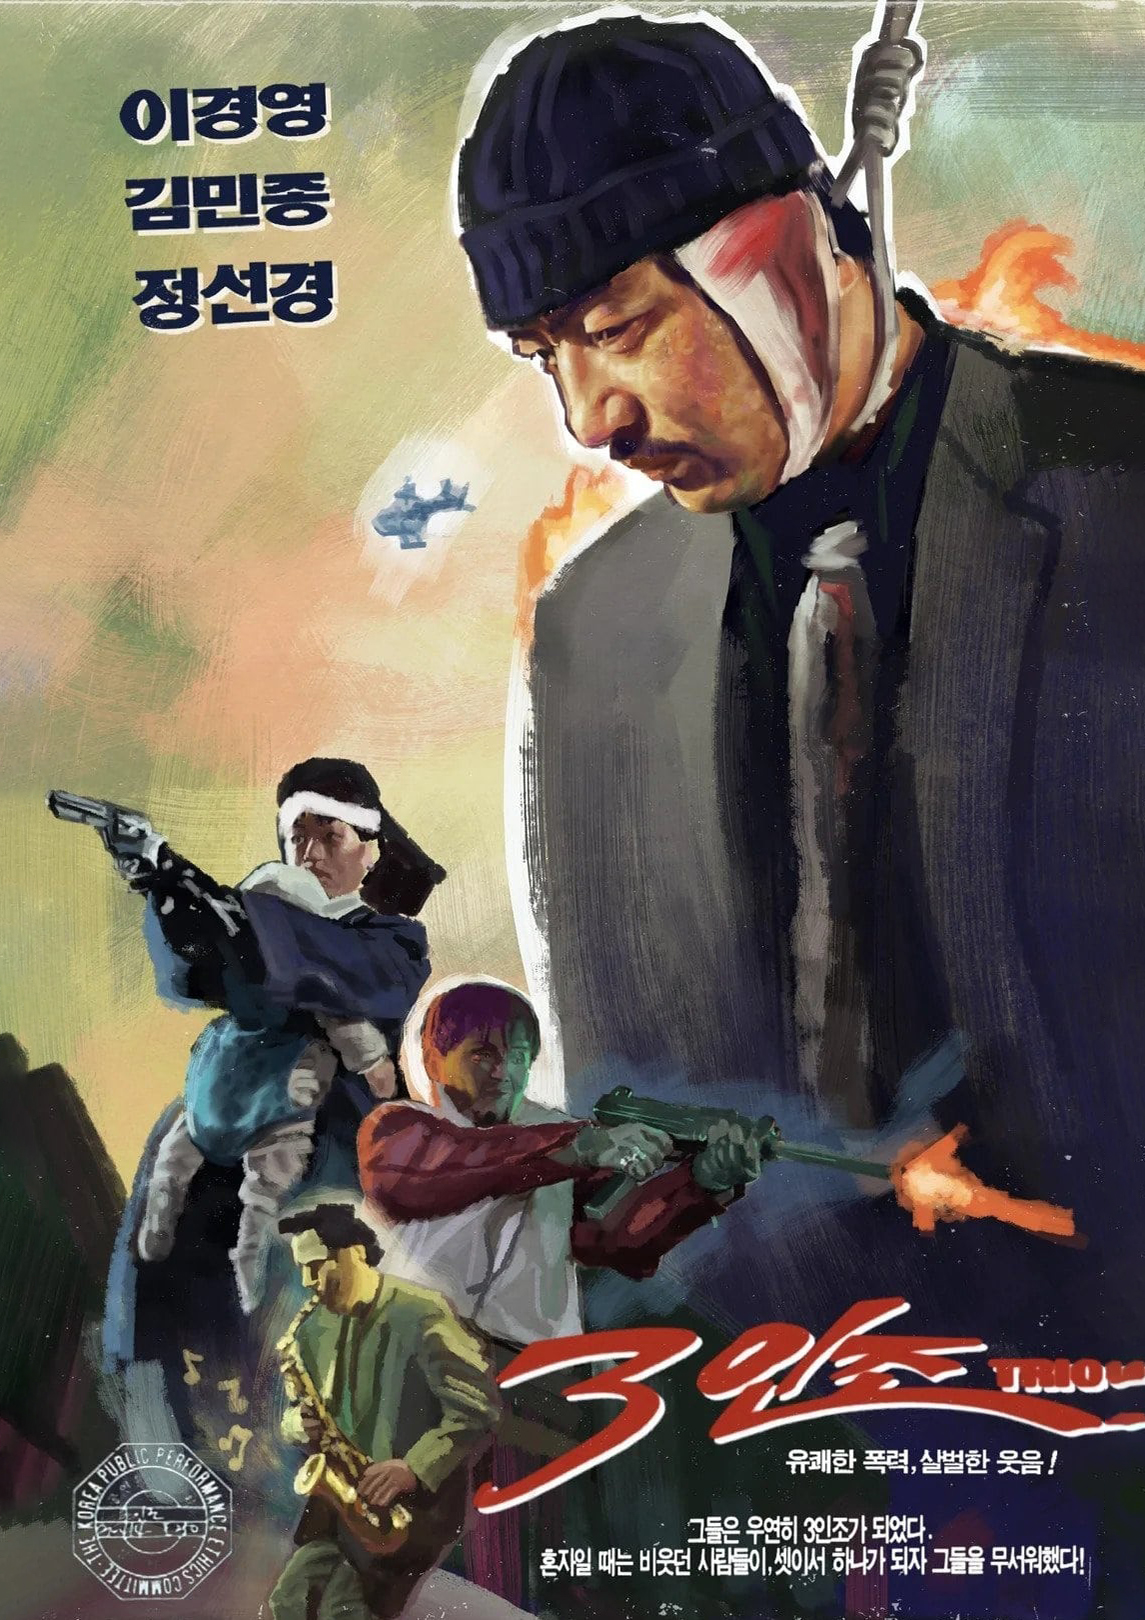 이경영
김민종
정선경
3인조 TRIO
유쾌한 폭력, 살벌한 웃음!
그들은 우연히 3인조가 되었다.
혼자일 때는 비웃던 사람들이, 셋이서 하나가 되자 그들을 무서워했다!
THE KOREA PUBLIC PERFORMANCE ETHICS COMMITTEE